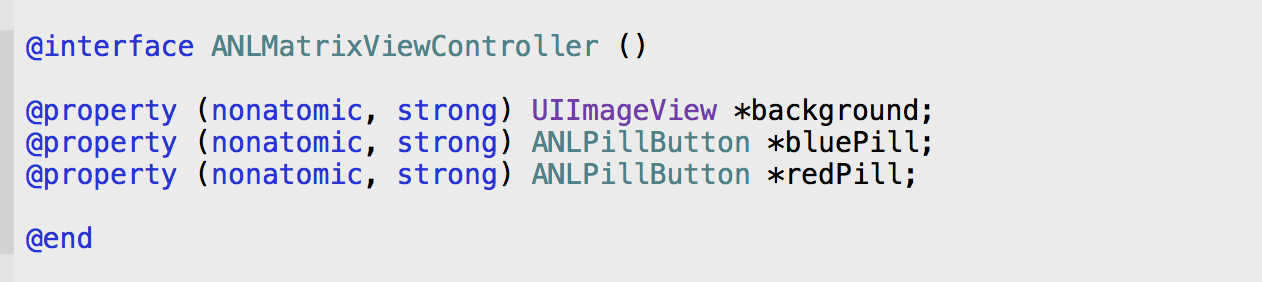 @interface ANLMatrixViewController ()
@property (nonatomic, strong) UIImageView *background;
@property (nonatomic, strong) ANLPillButton *bluePill;
@property (nonatomic, strong) ANLPillButton *redPill;
@end